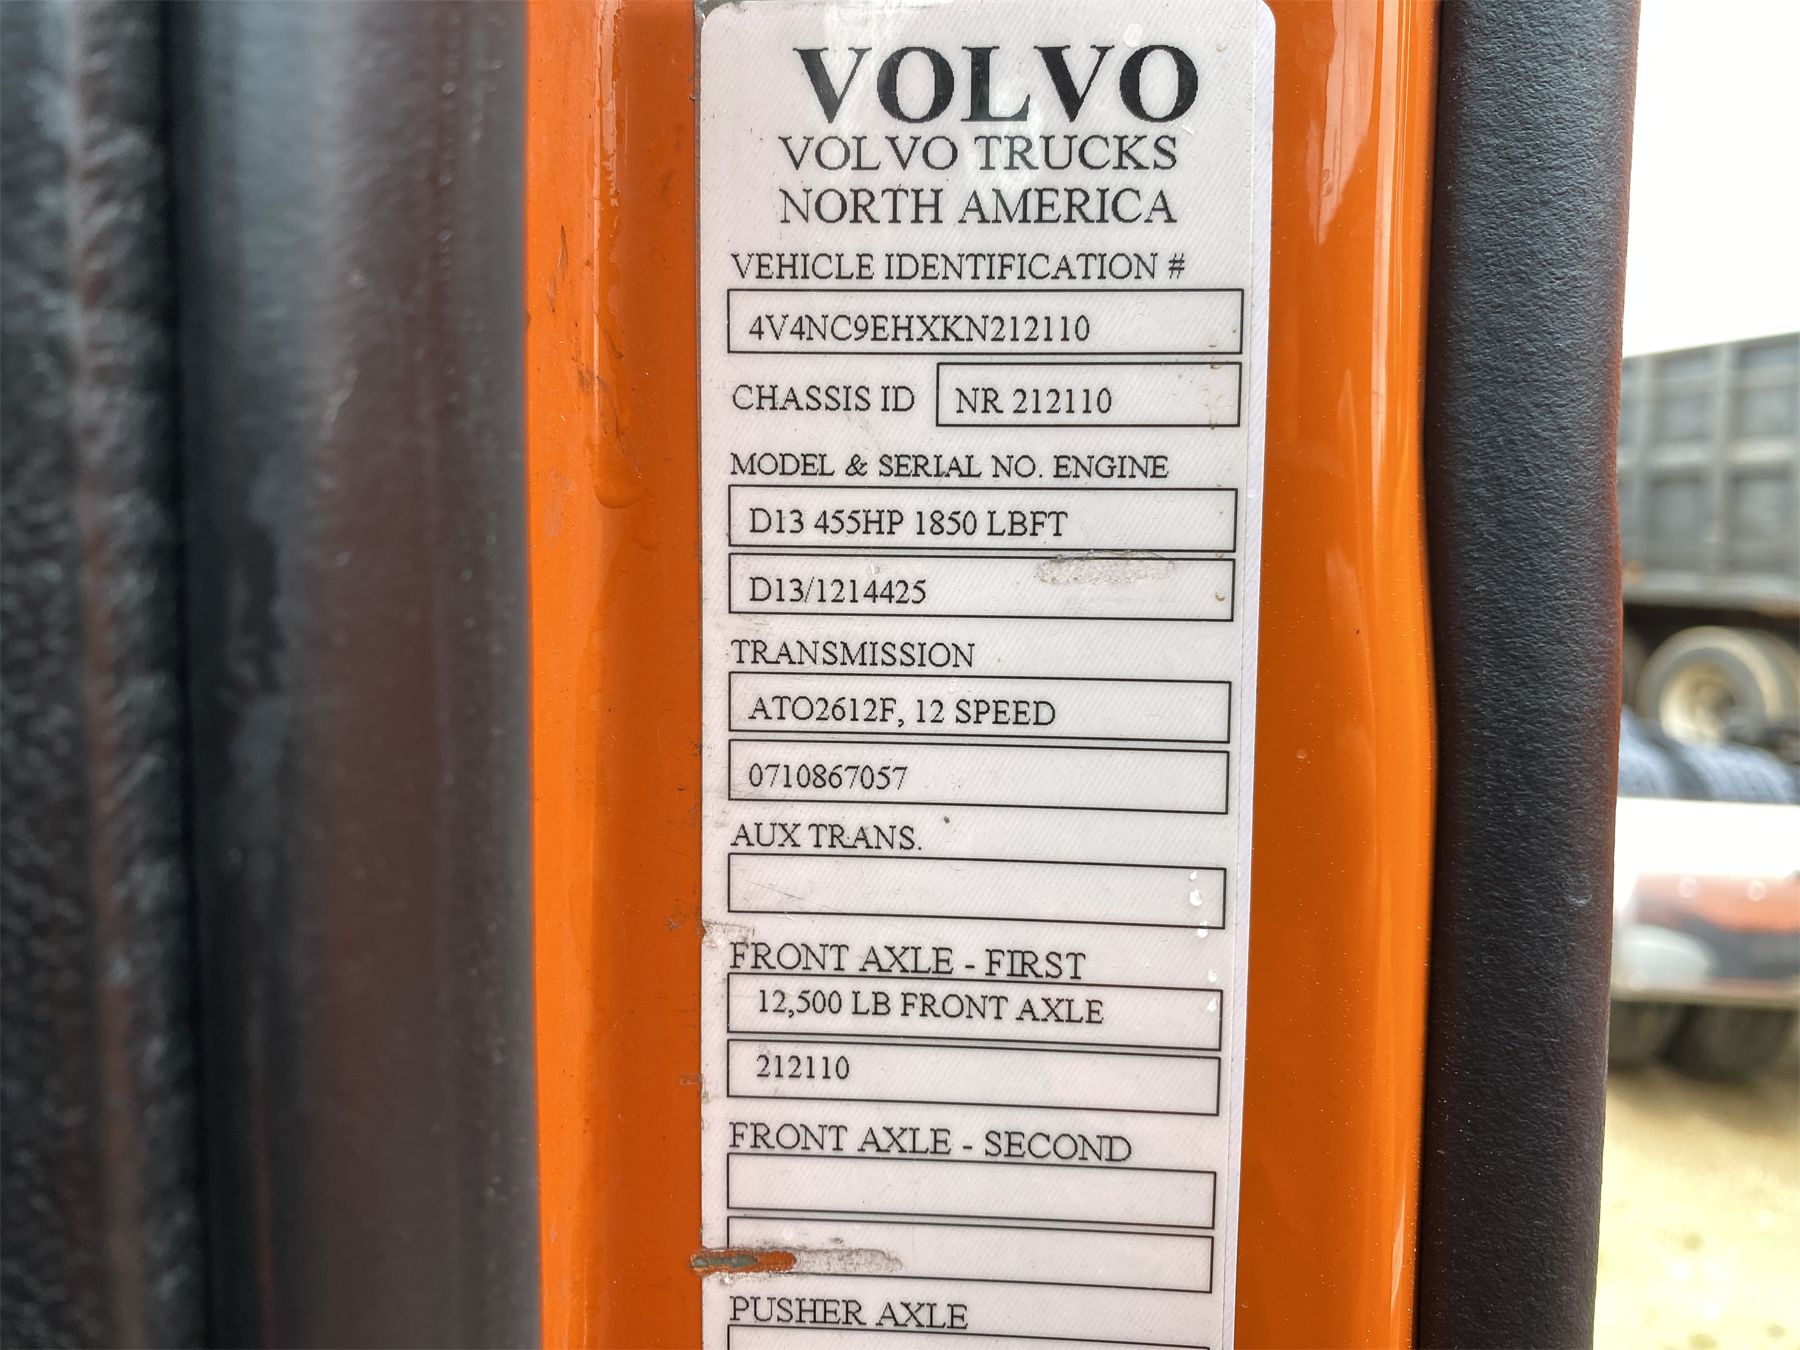 VOLVO
VOLVO TRUCKS
NORTH AMERICA
VEHICLE IDENTIFICATION #
4V4NC9EHXKN212110
CHASSIS ID NR 212110
MODEL & SERIAL NO. ENGINE
D13 455HP 1850 LBFT
D13/1214425
TRANSMISSION
ATO2612F, 12 SPEED
0710867057
AUX TRANS.
FRONT AXLE - FIRST
12,500 LB FRONT AXLE
212110
FRONT AXLE - SECOND
PUSHER AXLE